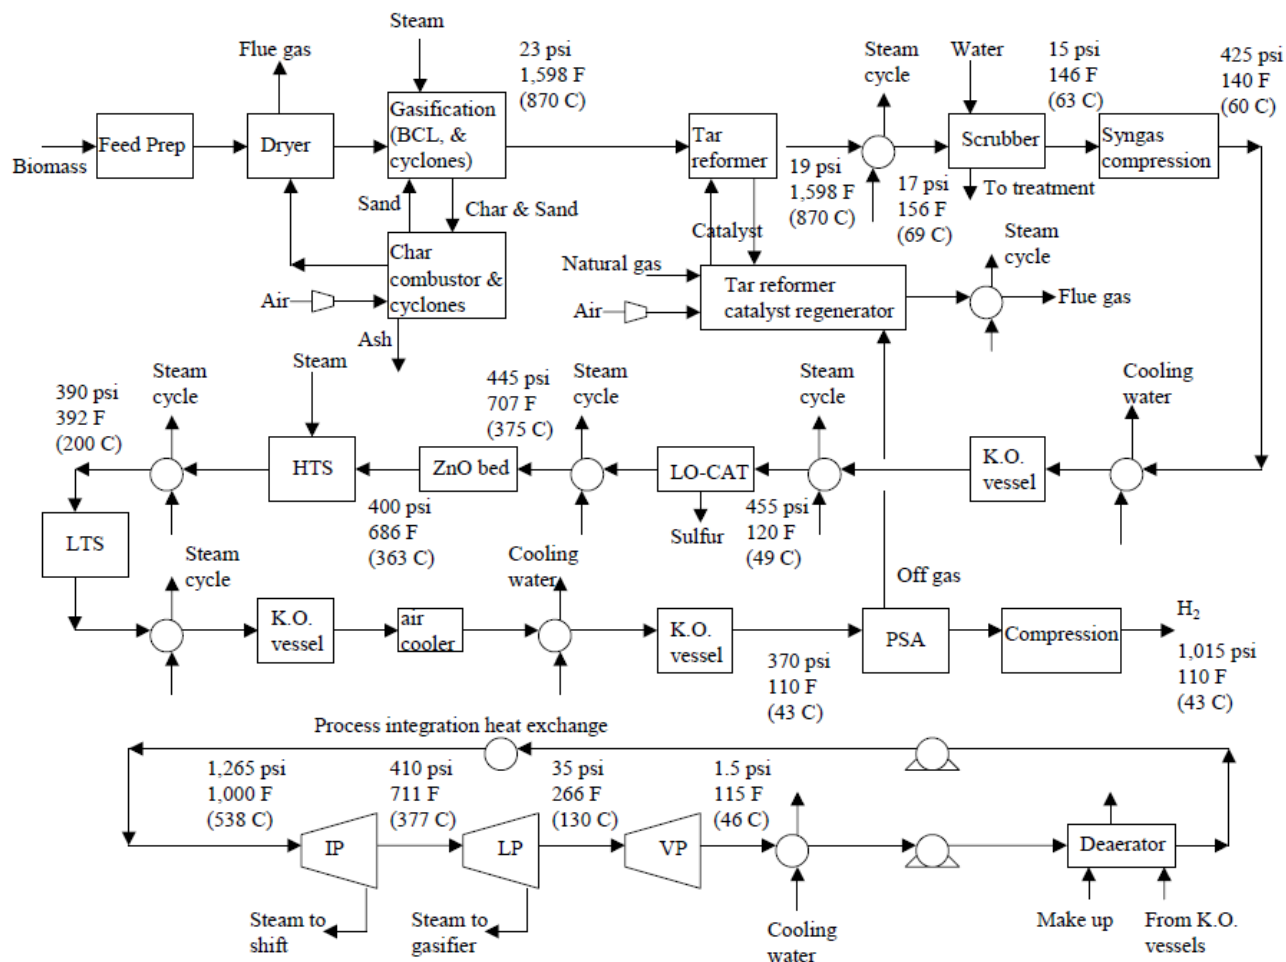 Steam
Flue gas
23 psi
1,598 F
(870 C)
Steam
cycle
Water
15 psi
146 F
(63 C)
425 psi
140 F
(60 C)
Biomass
Feed Prep
Dryer
Gasification
(BCL, &
cyclones)
Tar
reformer
19 psi
1,598 F
(870 C)
Scrubber
17 psi
156 F
(69 C)
To treatment
Syngas
compression
Sand
Char & Sand
Catalyst
Steam
cycle
Char
combustor &
cyclones
Air
Ash
Natural gas
Air
Tar reformer
catalyst regenerator
Flue gas
390 psi
392 F
(200 C)
Steam
cycle
Steam
445 psi
707 F
(375 C)
Steam
cycle
Steam
cycle
Cooling
water
HTS
ZnO bed
LO-CAT
K.O.
vessel
400 psi
686 F
(363 C)
Sulfur
455 psi
120 F
(49 C)
LTS
Steam
cycle
Cooling
water
Off gas
K.O.
vessel
air
cooler
K.O.
vessel
370 psi
110 F
(43 C)
PSA
Compression
H2
1,015 psi
110 F
(43 C)
Process integration heat exchange
1,265 psi
1,000 F
(538 C)
410 psi
711 F
(377 C)
35 psi
266 F
(130 C)
1.5 psi
115 F
(46 C)
IP
LP
VP
Deaerator
Steam to
shift
Steam to
gasifier
Cooling
water
Make up
From K.O.
vessels